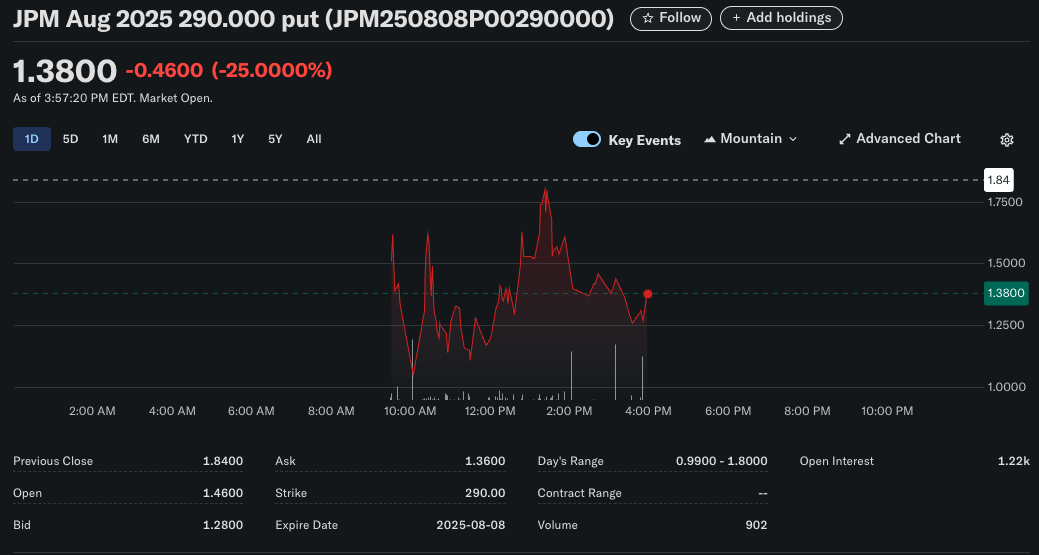 JPM Aug 2025 290.000 put (JPM250808P00290000) Follow + Add holdings
1.3800 -0.4600 (-25.0000%)
As of 3:57:20 PM EDT. Market Open.
1D 5D 1M 6M YTD 1Y 5Y All Key Events Mountain Advanced Chart
1.84
1.7500
1.5000
1.3800
1.2500
1.0000
2:00 AM 4:00 AM 6:00 AM 8:00 AM 10:00 AM 12:00 PM 2:00 PM 4:00 PM 6:00 PM 8:00 PM 10:00 PM
Previous Close 1.8400 Ask 1.3600 Day's Range 0.9900 - 1.8000 Open Interest 1.22k
Open 1.4600 Strike 290.00 Contract Range --
Bid 1.2800 Expire Date 2025-08-08 Volume 902